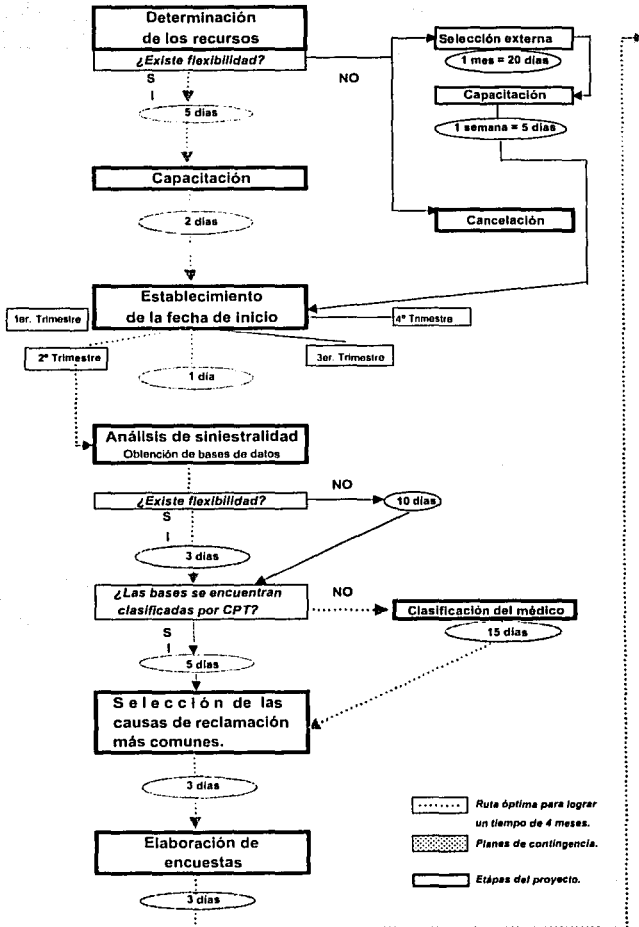 Determinación
de los recursos
¿Existe flexibilidad?
NO
S
I
5 días
Selección externa
1 mes = 20 días
Capacitación
1 semana = 5 días
Cancelación
Capacitación
2 días
Establecimiento
de la fecha de inicio
1er. Trimestre
4º Trimestre
2º Trimestre
3er. Trimestre
1 día
Análisis de siniestralidad
Obtención de bases de datos
¿Existe flexibilidad?
NO
10 días
S
I
3 días
¿Las bases se encuentran
clasificadas por CPT?
NO
Clasificación del médico
15 días
S
I
5 días
Selección de las
causas de reclamación
más comunes.
3 días
Elaboración de
encuestas
3 días
Ruta óptima para lograr
un tiempo de 4 meses.
Planes de contingencia.
Etápas del proyecto.